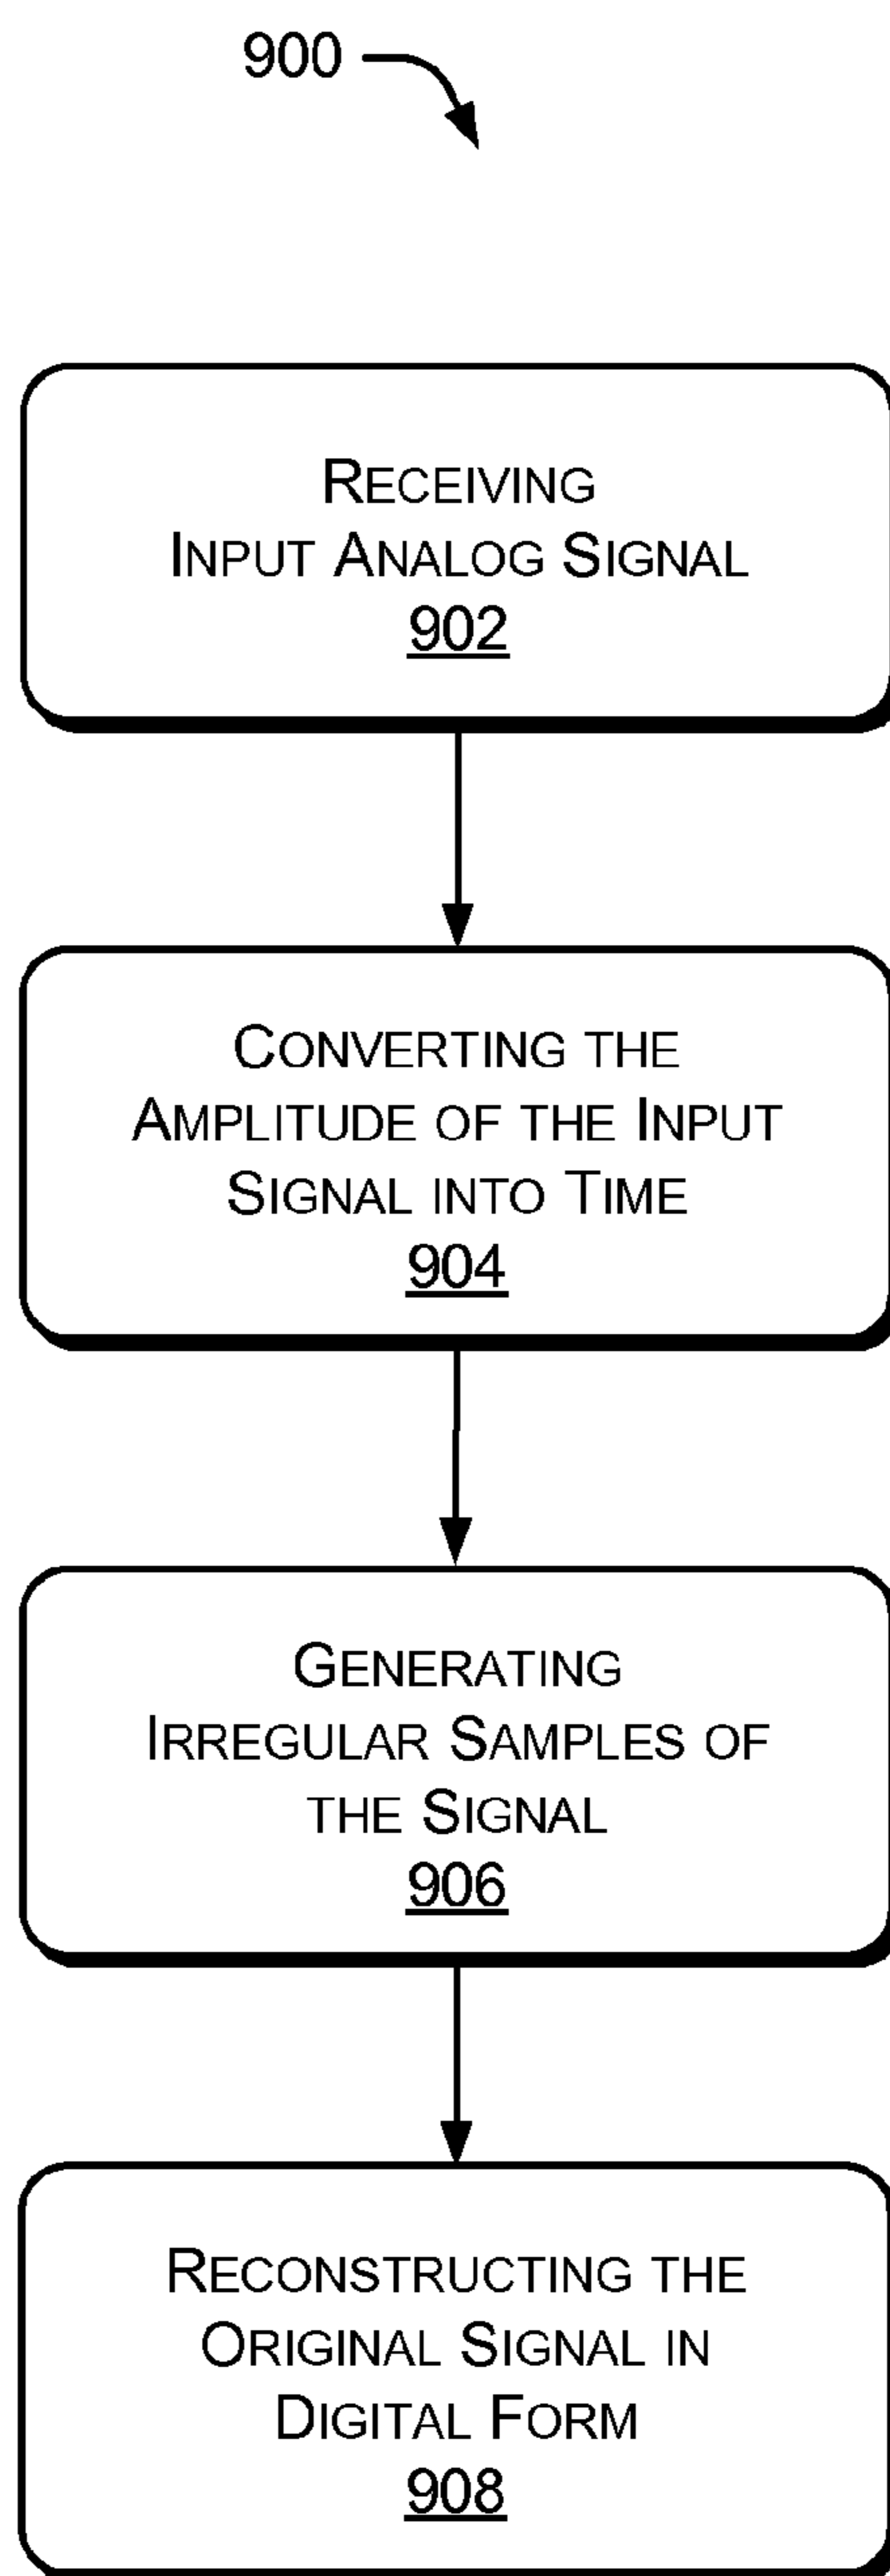 900
RECEIVING
INPUT ANALOG SIGNAL
902
CONVERTING THE
AMPLITUDE OF THE INPUT
SIGNAL INTO TIME
904
GENERATING
IRREGULAR SAMPLES OF
THE SIGNAL
906
RECONSTRUCTING THE
ORIGINAL SIGNAL IN
DIGITAL FORM
908